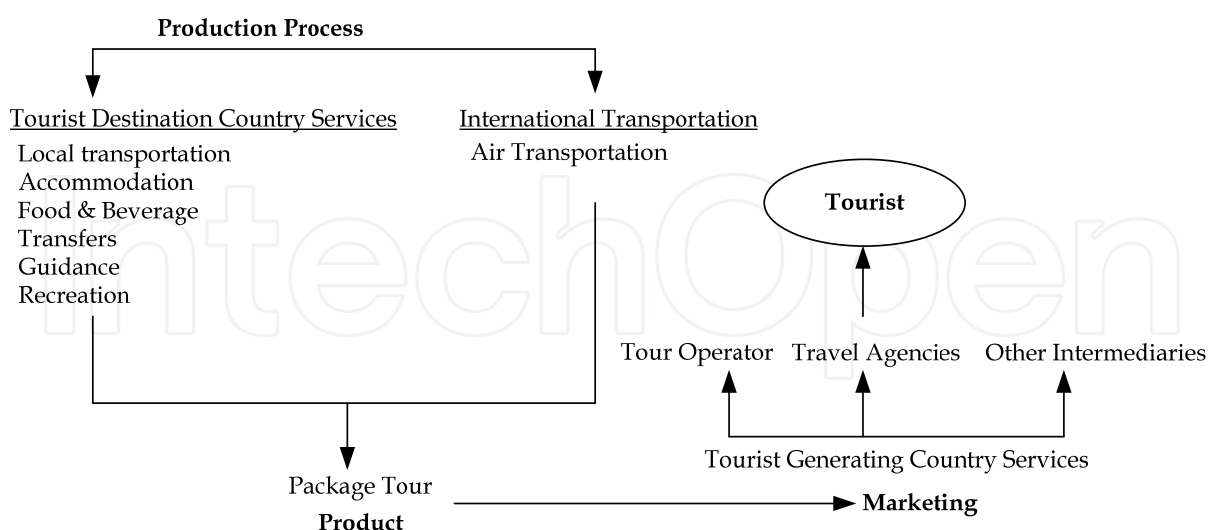 Production Process
Tourist Destination Country Services
Local transportation
Accommodation
Food & Beverage
Transfers
Guidance
Recreation
International Transportation
Air Transportation
Tourist
Tour Operator
Travel Agencies
Other Intermediaries
Tourist Generating Country Services
Package Tour
Product
Marketing
IntechOpen